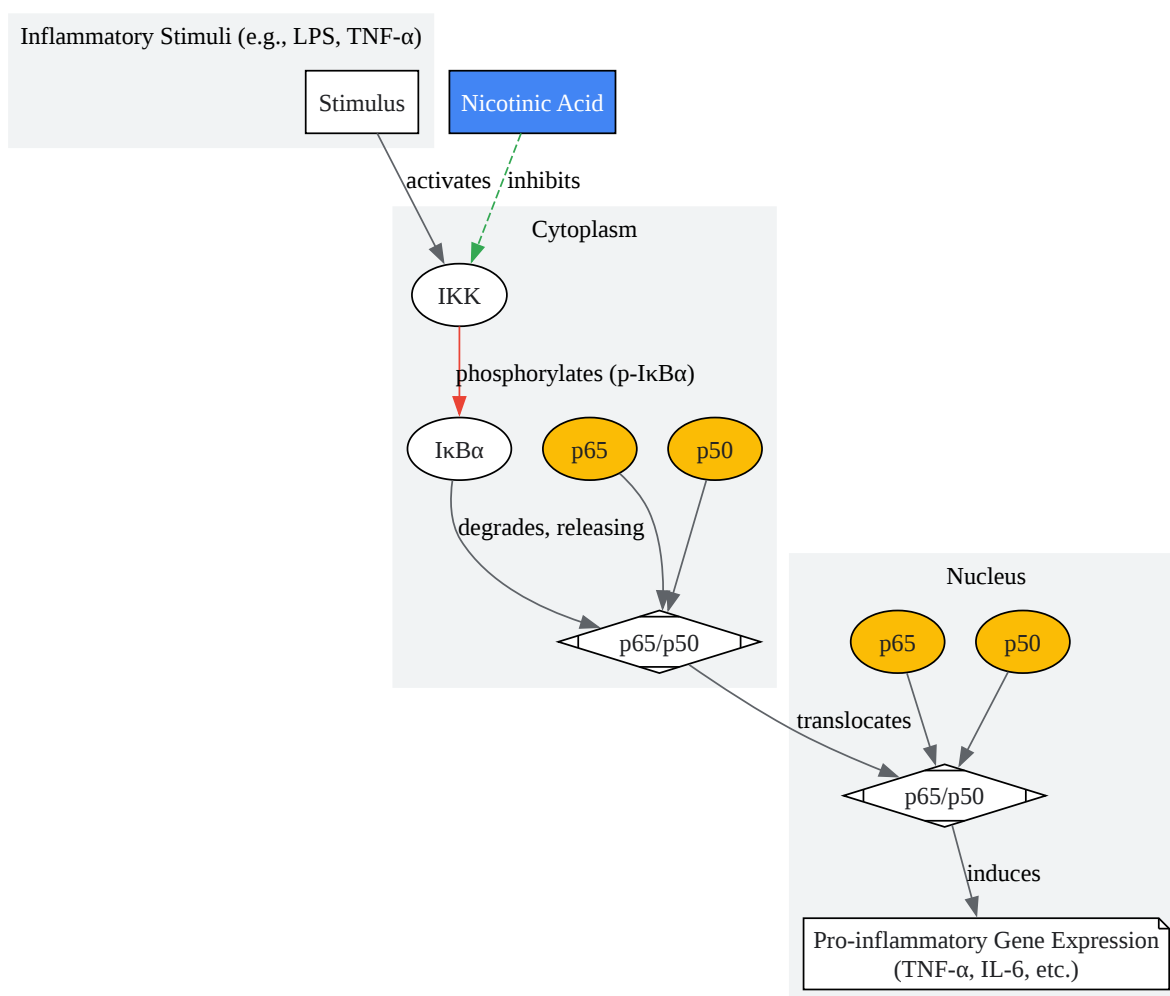 Inflammatory Stimuli (e.g., LPS, TNF-α)
Stimulus
Nicotinic Acid
activates
inhibits
Cytoplasm
IKK
phosphorylates (p-IκBα)
IκBα
p65
p50
degrades, releasing
p65/p50
Nucleus
p65
p50
translocates
p65/p50
induces
Pro-inflammatory Gene Expression
(TNF-α, IL-6, etc.)